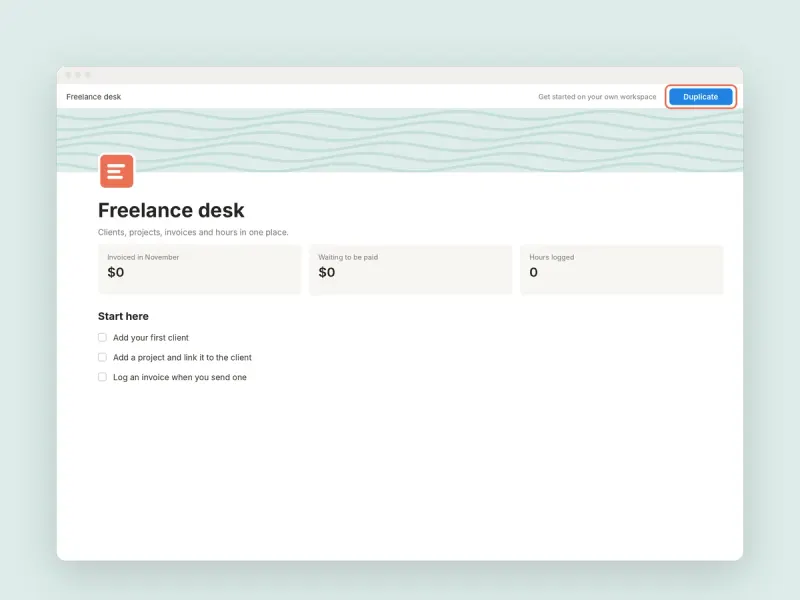 Freelance desk
Get started on your own workspace
Duplicate
Freelance desk
Clients, projects, invoices and hours in one place.
Invoiced in November
$0
Waiting to be paid
$0
Hours logged
0
Start here
Add your first client
Add a project and link it to the client
Log an invoice when you send one